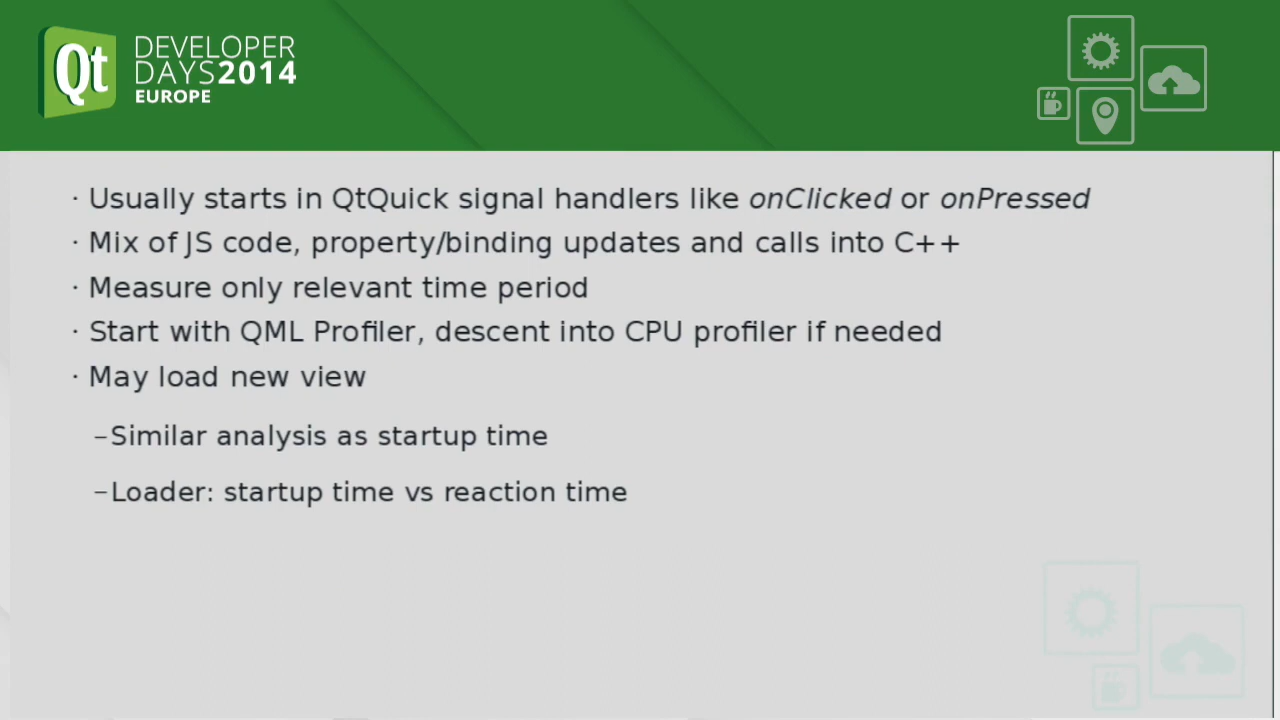 Qt
DEVELOPER
DAYS2014
EUROPE
· Usually starts in QtQuick signal handlers like onClicked or onPressed
· Mix of JS code, property/binding updates and calls into C++
· Measure only relevant time period
· Start with QML Profiler, descent into CPU profiler if needed
· May load new view
–Similar analysis as startup time
–Loader: startup time vs reaction time